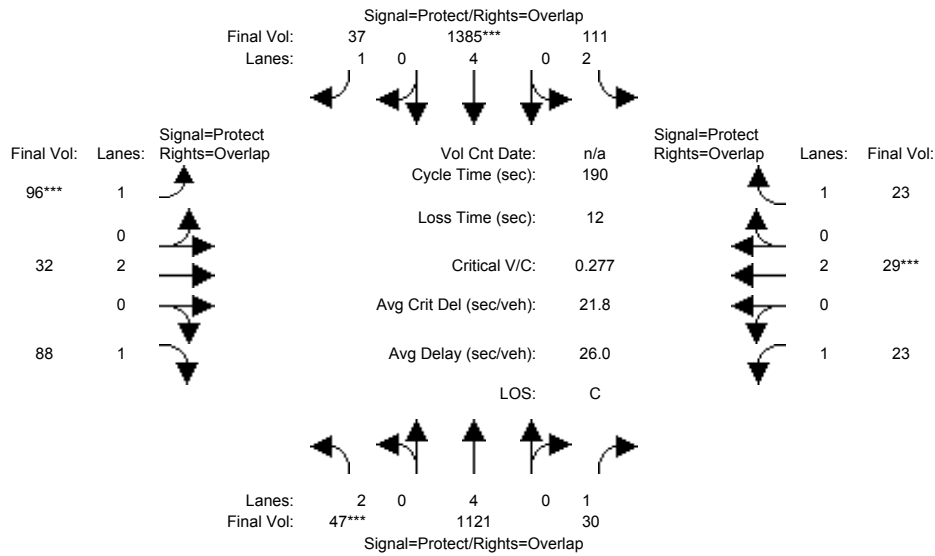 Signal=Protect/Rights=Overlap
Final Vol: 37 1385*** 111
Lanes: 1 0 4 0 2
Signal=Protect Signal=Protect
Final Vol: Lanes: Rights=Overlap Vol Cnt Date: n/a Rights=Overlap Lanes: Final Vol:
Cycle Time (sec): 190
96*** 1 1 23
Loss Time (sec): 12
0 0
32 2 Critical V/C: 0.277 2 29***
0 Avg Crit Del (sec/veh): 21.8 0
88 1 Avg Delay (sec/veh): 26.0 1 23
LOS: C
Lanes: 2 0 4 0 1
Final Vol: 47*** 1121 30
Signal=Protect/Rights=Overlap